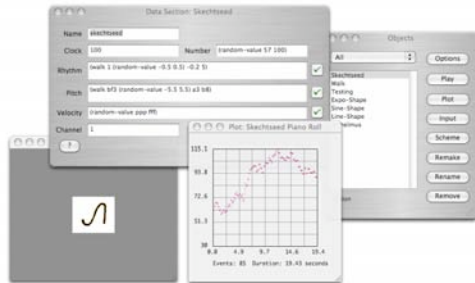 Data Section: Skechtseed
Name skechtseed
Clock 100 Number (random-value 57 100)
Rhythm (walk 1 (random-value -0.5 0.5) -0.2 5)
Pitch (walk bf3 (random-value -5.5 5.5) a3 b8)
Velocity (random-value ppp fff)
Channel 1
?
Objects
All
Options
Skechtseed
Walk
Testing
Expo-Shape
Sine-Shape
Line-Shape
Play
Plot
Input
Scheme
Remake
Rename
Remove
Plot: Skechtseed Piano Roll
115.1
93.8
72.6
51.3
30
0.0 4.9 9.7 14.6 19.4
Events: 85 Duration: 19.45 seconds